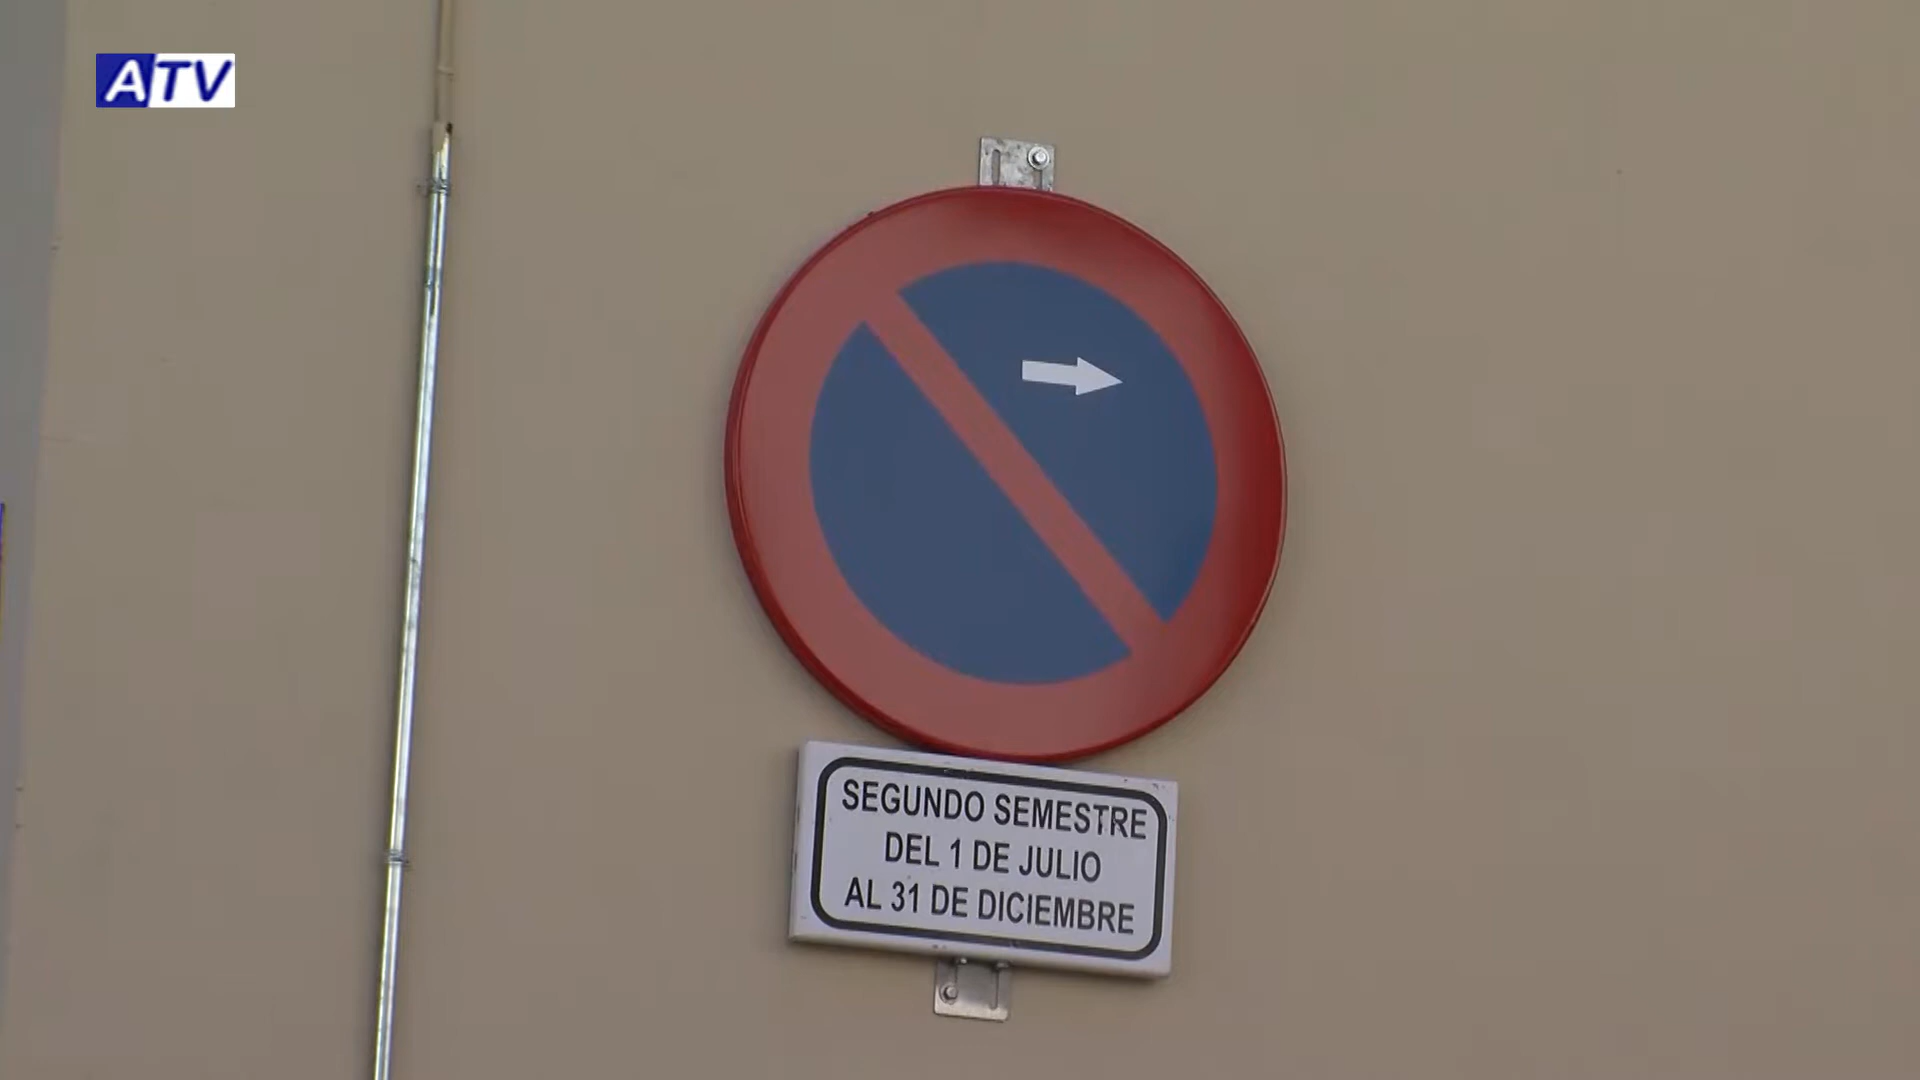 ATV
SEGUNDO SEMESTRE
DEL 1 DE JULIO
AL 31 DE DICIEMBRE